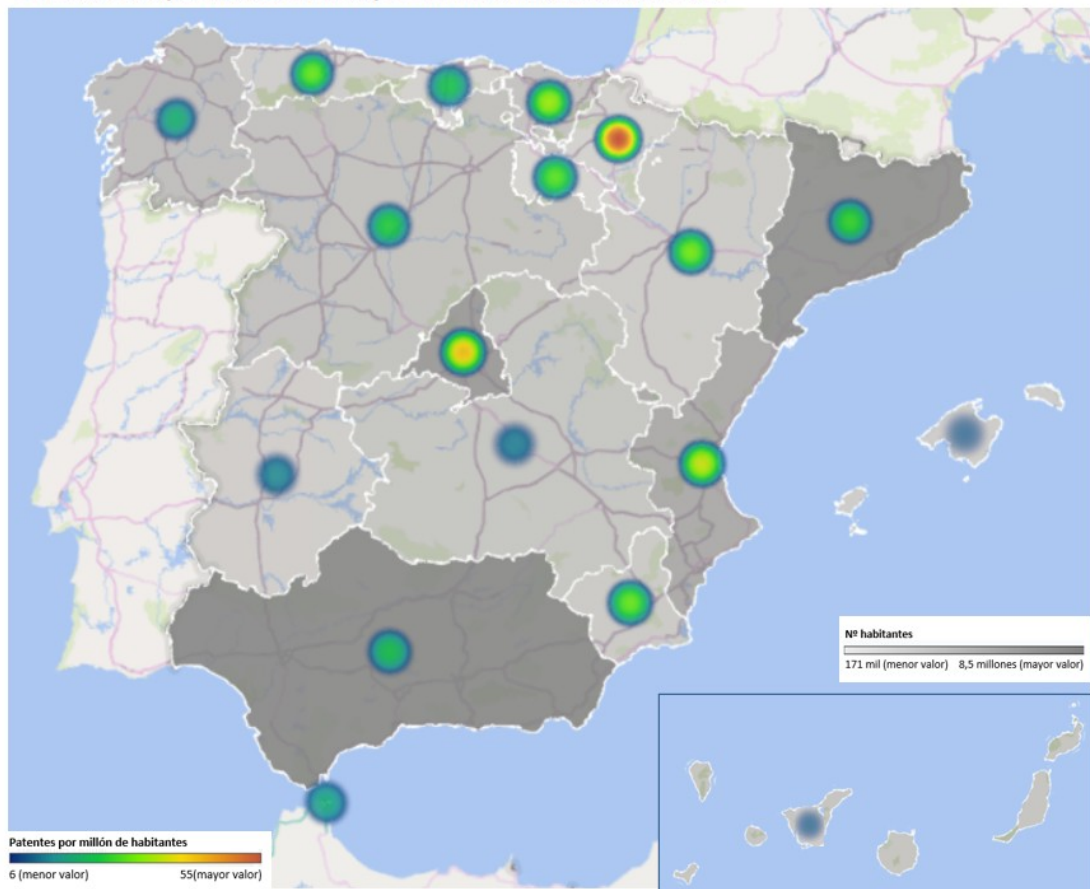 Nº habitantes
171 mil (menor valor) 8,5 millones (mayor valor)
Patentes por millón de habitantes
6 (menor valor) 55(mayor valor)